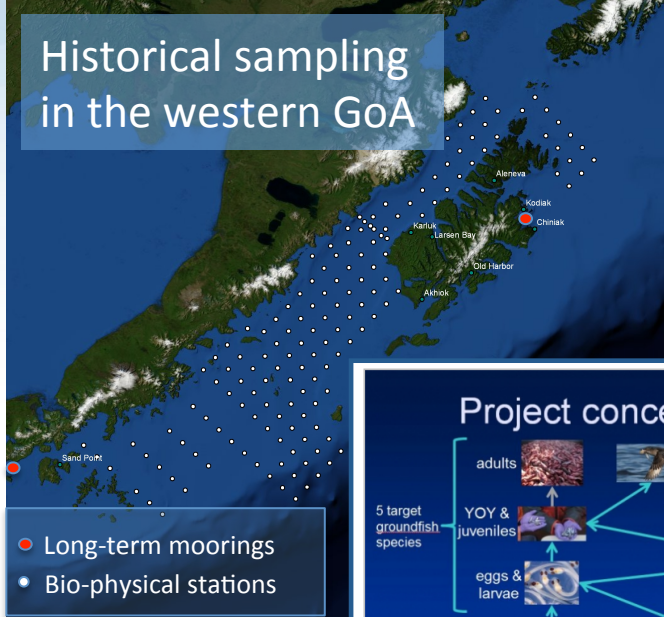 Historical sampling
in the western GoA
Aleneva
Kodiak
Chiniak
Karluk
Larsen Bay
Old Harbor
Akhiok
Sand Point
Long-term moorings
Bio-physical stations
Project conce
adults
5 target
groundfish
species
YOY &
juveniles
eggs &
larvae